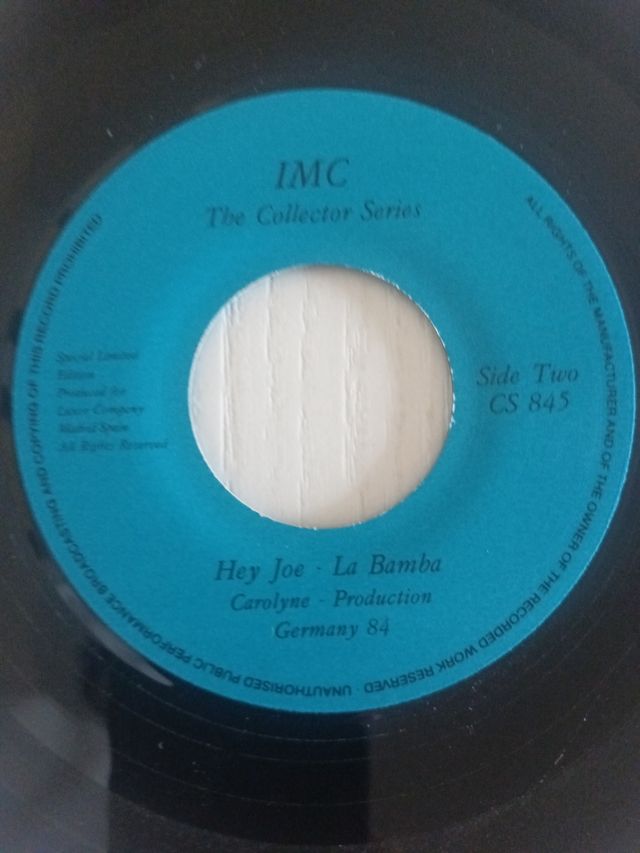 IMC
The Collector Series
Special Limited
Edition
Produced for
Luxor Company
Madrid-Spain
All Rights Reserved
Side Two
CS 845
Hey Joe - La Bamba
Carolyne - Production
Germany 84
ALL RIGHTS OF THE MANUFACTURER AND OF THE OWNER OF THE RECORDED WORK RESERVED · UNAUTHORISED PUBLIC PERFORMANCE BROADCASTING AND COPYING OF THIS RECORD PROHIBITED